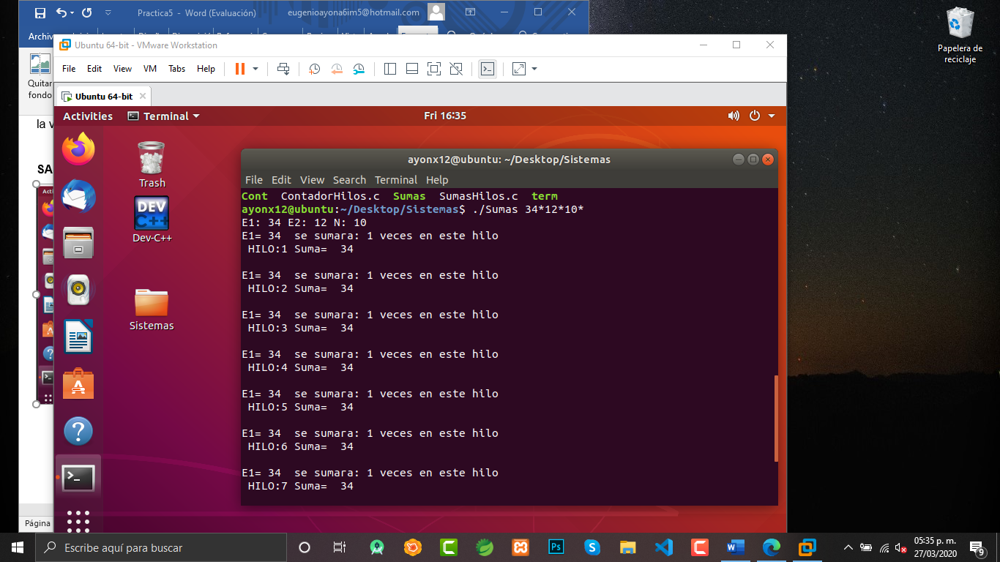 Practica5 - Word (Evaluación)
eugenioayona6im5@hotmail.com
Archiv
Ubuntu 64-bit - VMware Workstation
File Edit View VM Tabs Help
Quitar
fondo
Ubuntu 64-bit
Activities Terminal Fri 16:35
la v
SA
Acti
Trash
Dev-C++
DEV
C++
Sistemas
ayonx12@ubuntu: ~/Desktop/Sistemas
File Edit View Search Terminal Help
Cont ContadorHilos.c Sumas SumasHilos.c term
ayonx12@ubuntu:~/Desktop/Sistemas$ ./Sumas 34*12*10*
E1: 34 E2: 12 N: 10
E1= 34 se sumara: 1 veces en este hilo
HILO:1 Suma= 34
E1= 34 se sumara: 1 veces en este hilo
HILO:2 Suma= 34
E1= 34 se sumara: 1 veces en este hilo
HILO:3 Suma= 34
E1= 34 se sumara: 1 veces en este hilo
HILO:4 Suma= 34
E1= 34 se sumara: 1 veces en este hilo
HILO:5 Suma= 34
E1= 34 se sumara: 1 veces en este hilo
HILO:6 Suma= 34
E1= 34 se sumara: 1 veces en este hilo
HILO:7 Suma= 34
Papelera de
reciclaje
Página
Escribe aquí para buscar
05:35 p. m.
27/03/2020
9